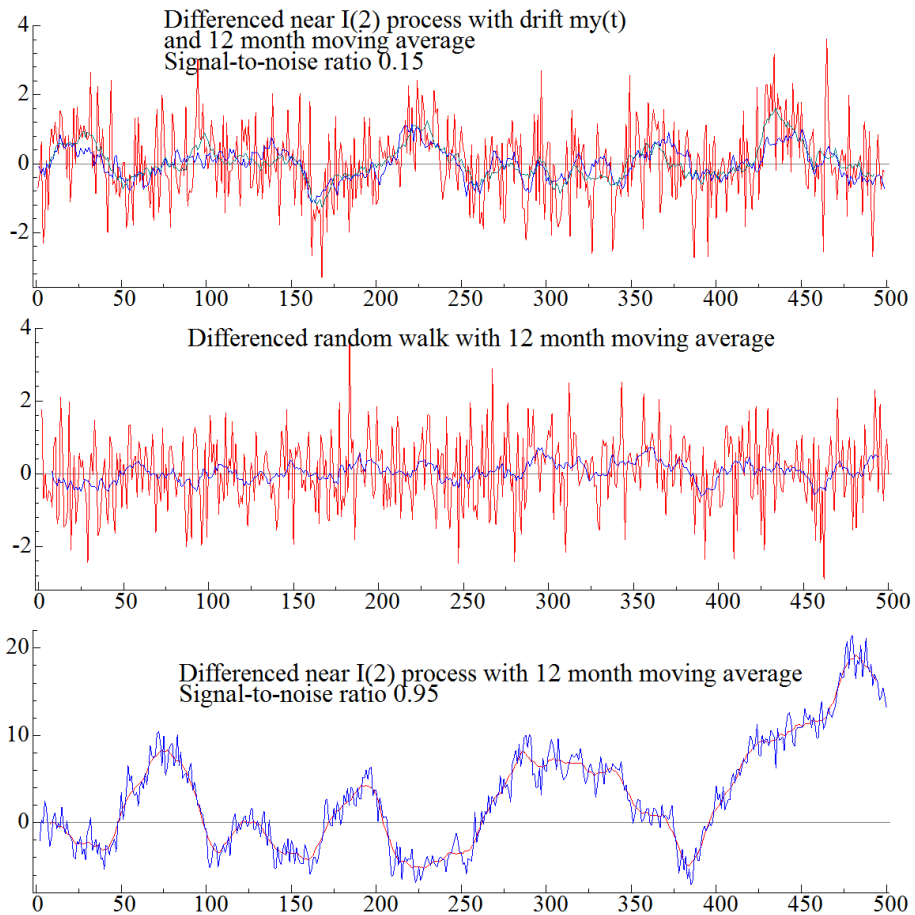 Differenced near I(2) process with drift my(t)
and 12 month moving average
Signal-to-noise ratio 0.15
4
2
0
-2
0 50 100 150 200 250 300 350 400 450 500
Differenced random walk with 12 month moving average
4
2
0
-2
0 50 100 150 200 250 300 350 400 450 500
Differenced near I(2) process with 12 month moving average
Signal-to-noise ratio 0.95
20
10
0
0 50 100 150 200 250 300 350 400 450 500